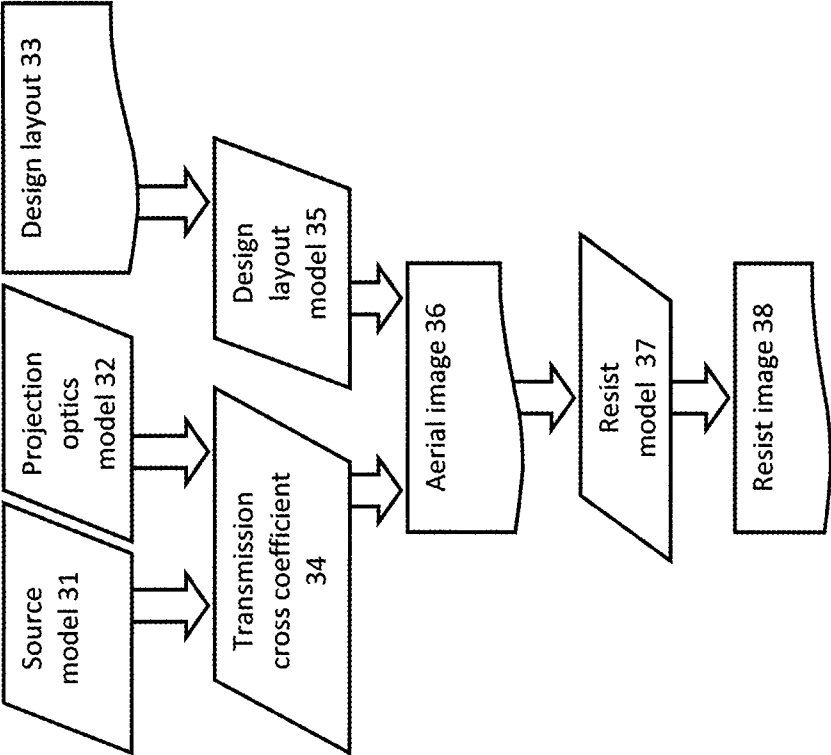 Source
model 31
Projection
optics
model 32
Design layout 33
Transmission
cross coefficient
34
Design
layout
model 35
Aerial image 36
Resist
model 37
Resist image 38